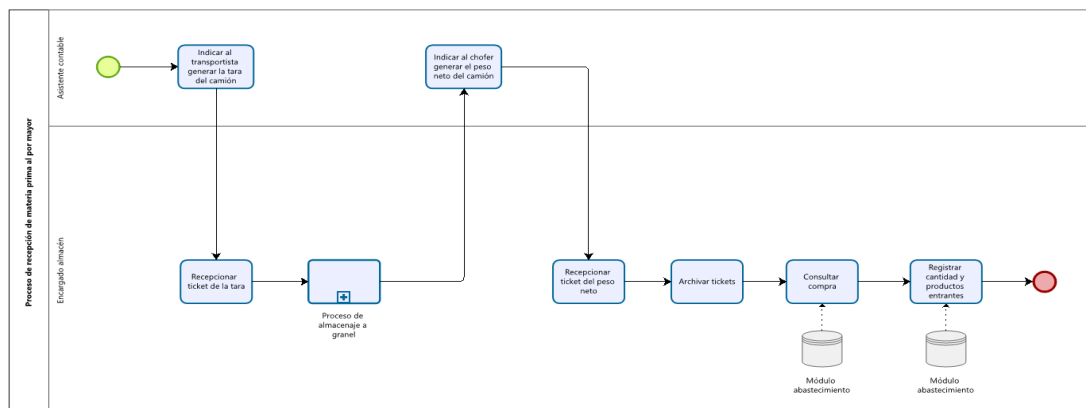 Proceso de recepción de materia prima al por mayor
Asistente contable
Indicar al
transportista
generar la tara
del camión
Indicar al chofer
generar el peso
neto del camión
Encargado almacén
Recepcionar
ticket de la tara
Proceso de
almacenaje a
granel
Recepcionar
ticket del peso
neto
Archivar tickets
Consultar
compra
Registrar
cantidad y
productos
entrantes
Módulo
abastecimiento
Módulo
abastecimiento